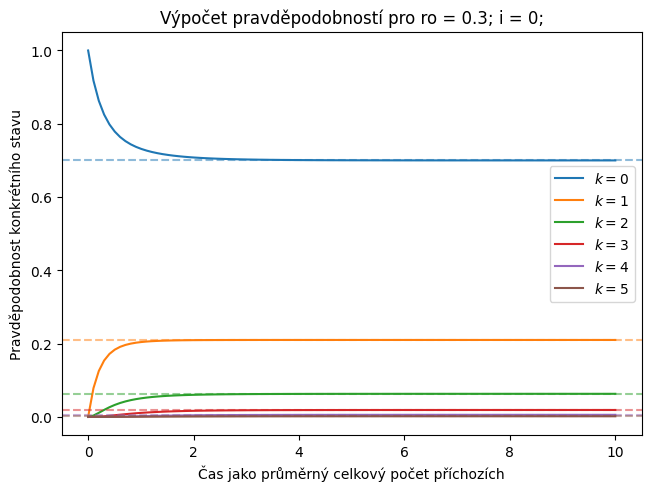 Výpočet pravděpodobností pro ro = 0.3; i = 0;
Pravděpodobnost konkrétního stavu
1.0
0.8
0.6
0.4
0.2
0.0
k = 0
k = 1
k = 2
k = 3
k = 4
k = 5
0 2 4 6 8 10
Čas jako průměrný celkový počet příchozích